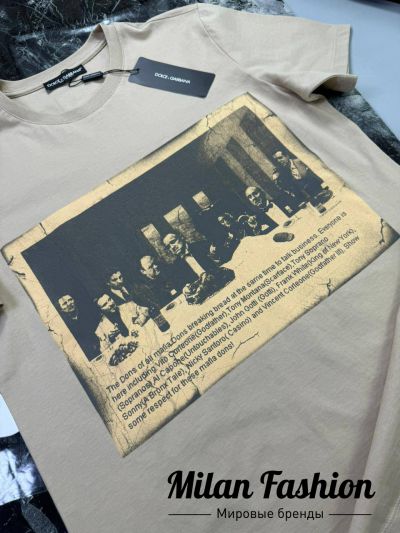 DOLCE & GABBANA
DOLCE & GABBANA
The Dons of all mafia,Dons breaking bread at the same time to talk business. Everyone is
here including Vito Corleone(Godfather),Tony Montana(Scarface),Tony Soprano
(Sopranos) Al Capone(Untouchables), John Gotti (Gotti), Frank White(King of New York),
Sonny(A Bronx Tale), Nicky Santoro( Casino) and Vincent Corleone(Godfather III), Show
some respect for these mafia dons!
Milan Fashion
Мировые бренды